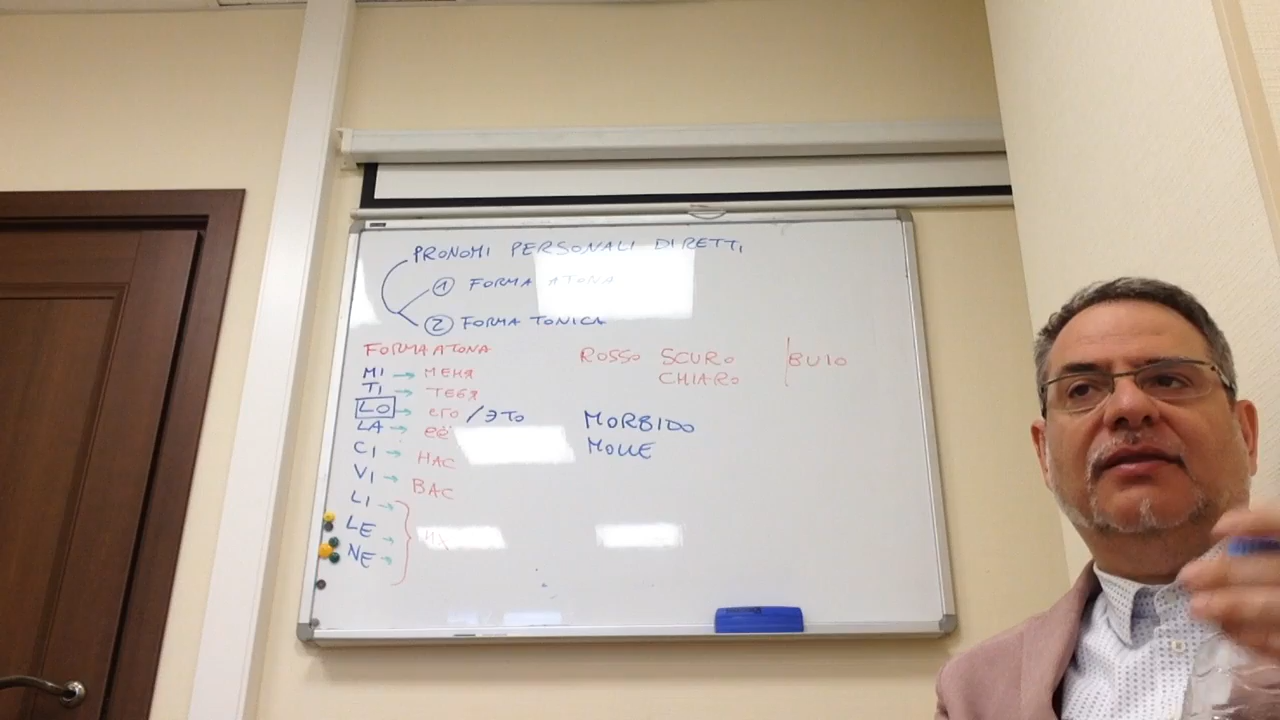 PRONOMI PERSONALI DIRETTI
1 FORMA ATONA
2 FORMA TONICA
FORMA ATONA
MI → МЕНЯ
TI → ТЕБЯ
LO → его / ЭТО
LA → её
CI → НАС
VI → ВАС
LI →
LE →
NE →
ИХ
ROSSO SCURO | BUIO
CHIARO
MORBIDO
MOLLE